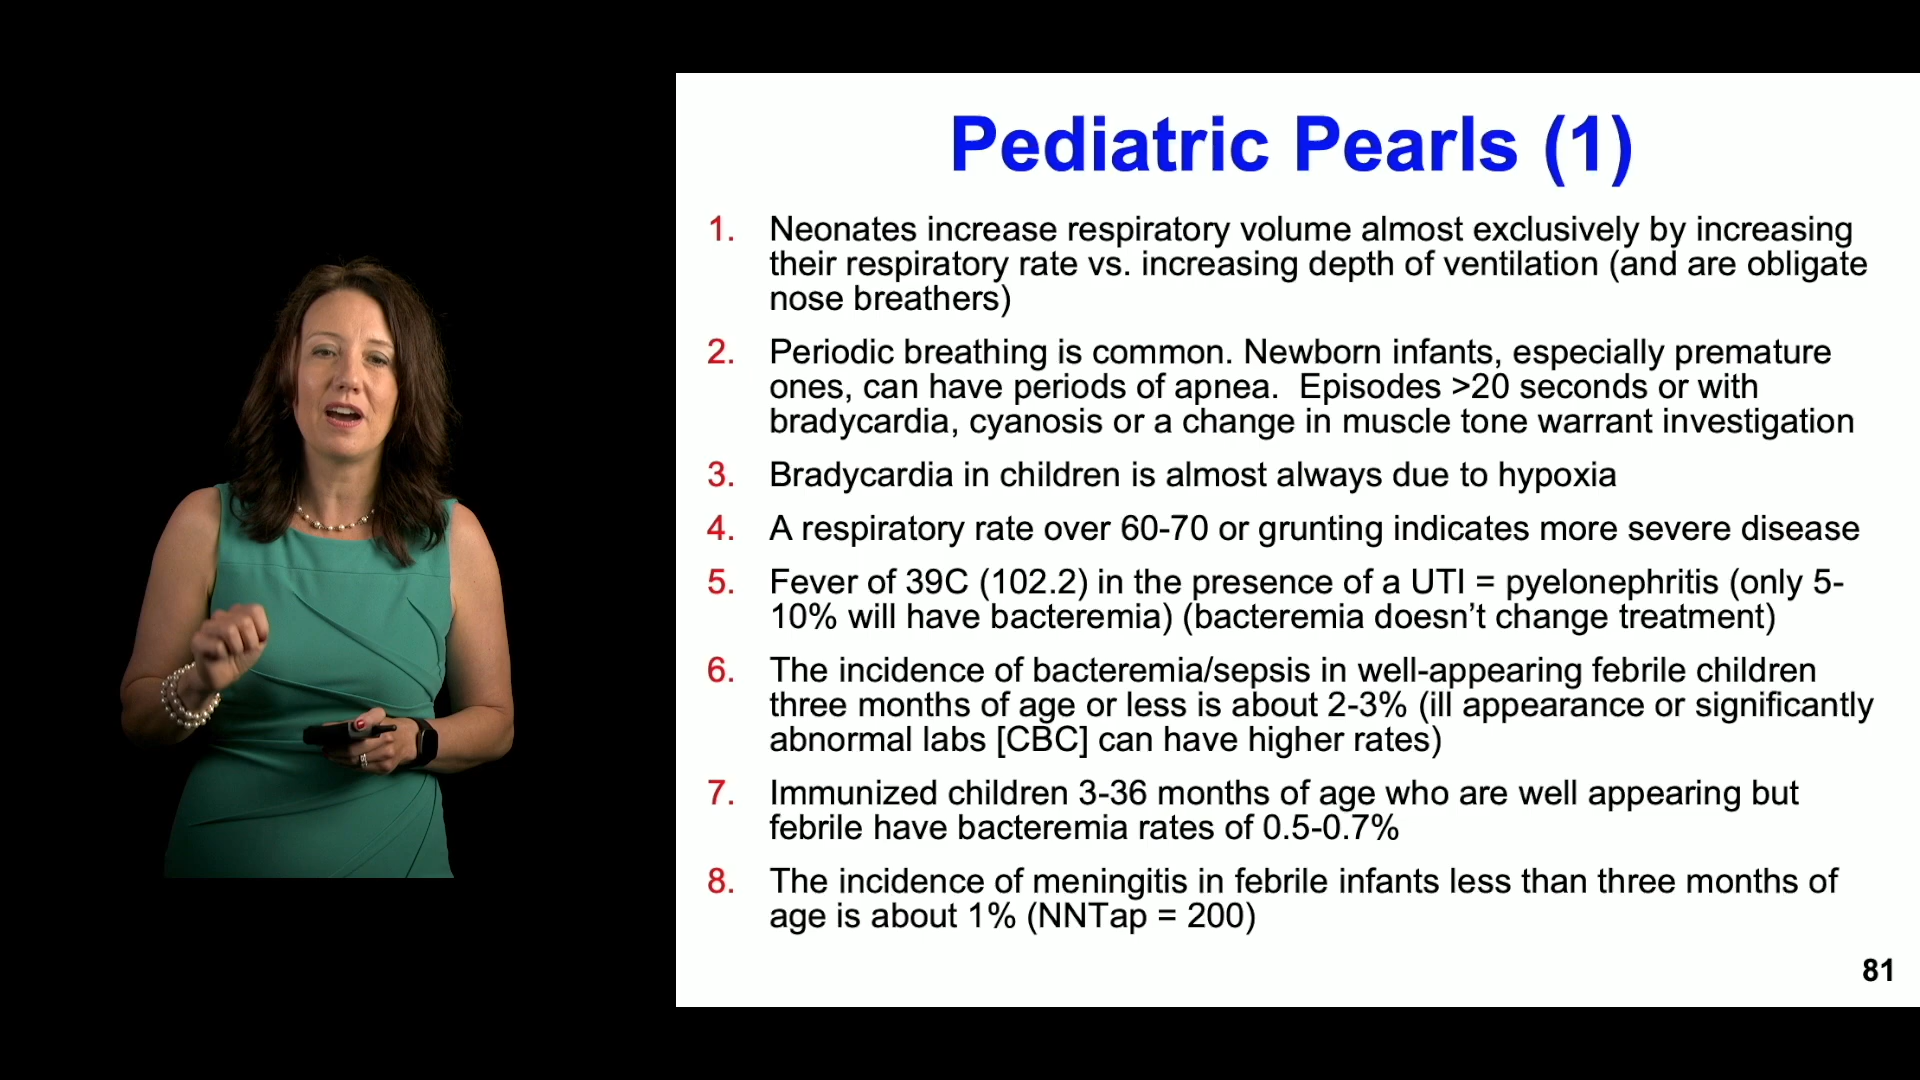 Pediatric Pearls (1)
1. Neonates increase respiratory volume almost exclusively by increasing
their respiratory rate vs. increasing depth of ventilation (and are obligate
nose breathers)
2. Periodic breathing is common. Newborn infants, especially premature
ones, can have periods of apnea.  Episodes >20 seconds or with
bradycardia, cyanosis or a change in muscle tone warrant investigation
3. Bradycardia in children is almost always due to hypoxia
4. A respiratory rate over 60-70 or grunting indicates more severe disease
5. Fever of 39C (102.2) in the presence of a UTI = pyelonephritis (only 5-
10% will have bacteremia) (bacteremia doesn’t change treatment)
6. The incidence of bacteremia/sepsis in well-appearing febrile children
three months of age or less is about 2-3% (ill appearance or significantly
abnormal labs [CBC] can have higher rates)
7. Immunized children 3-36 months of age who are well appearing but
febrile have bacteremia rates of 0.5-0.7%
8. The incidence of meningitis in febrile infants less than three months of
age is about 1% (NNTap = 200)
81